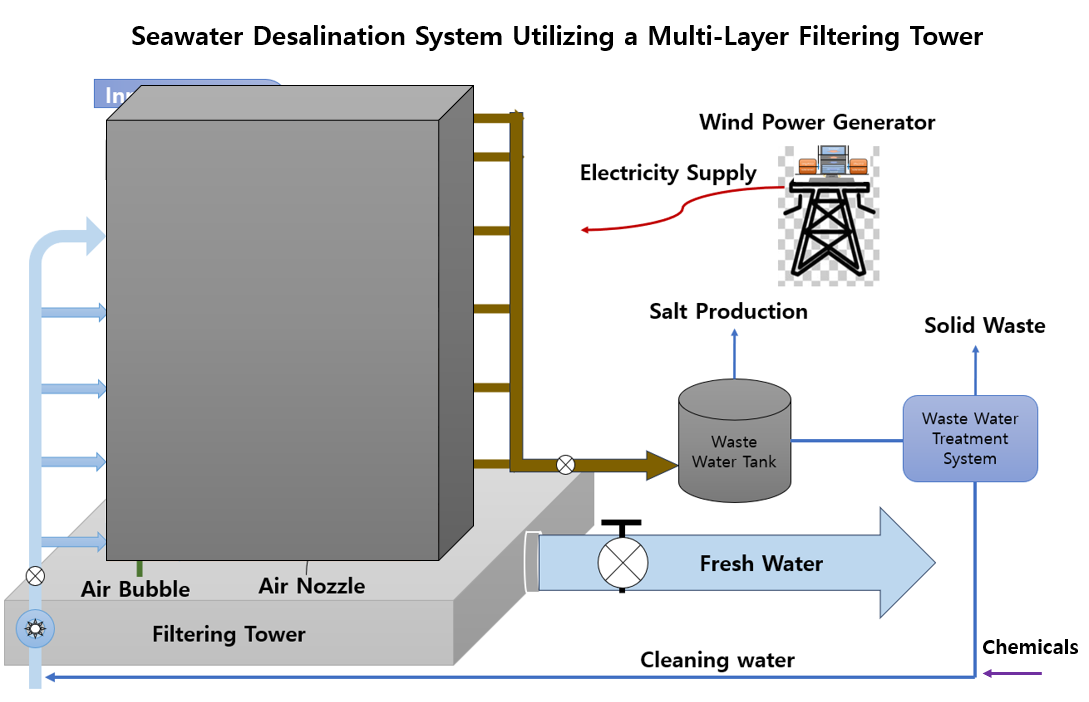 Seawater Desalination System Utilizing a Multi-Layer Filtering Tower
Wind Power Generator
Electricity Supply
Salt Production
Solid Waste
Waste
Water Tank
Waste Water
Treatment
System
Fresh Water
Air Bubble
Air Nozzle
Filtering Tower
Cleaning water
Chemicals